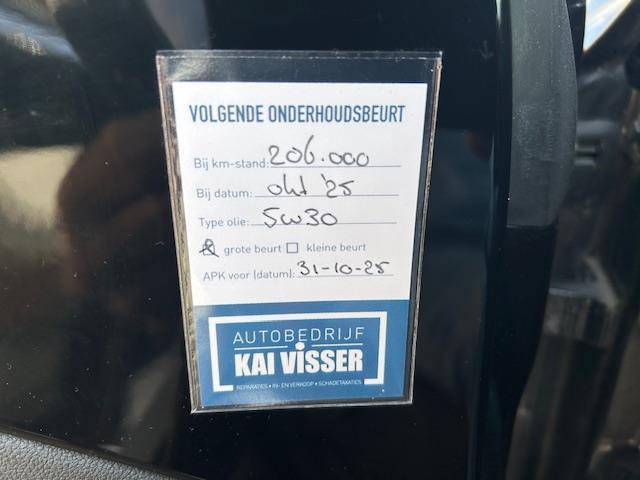 VOLGENDE ONDERHOUDSBEURT
Bij km-stand: 206.000
Bij datum: okt '25
Type olie: 5w30
grote beurt kleine beurt
APK voor (datum): 31-10-25
AUTOBEDRIJF
KAI VISSER
REPARATIES • IN- EN VERKOOP • SCHADETAXATIES